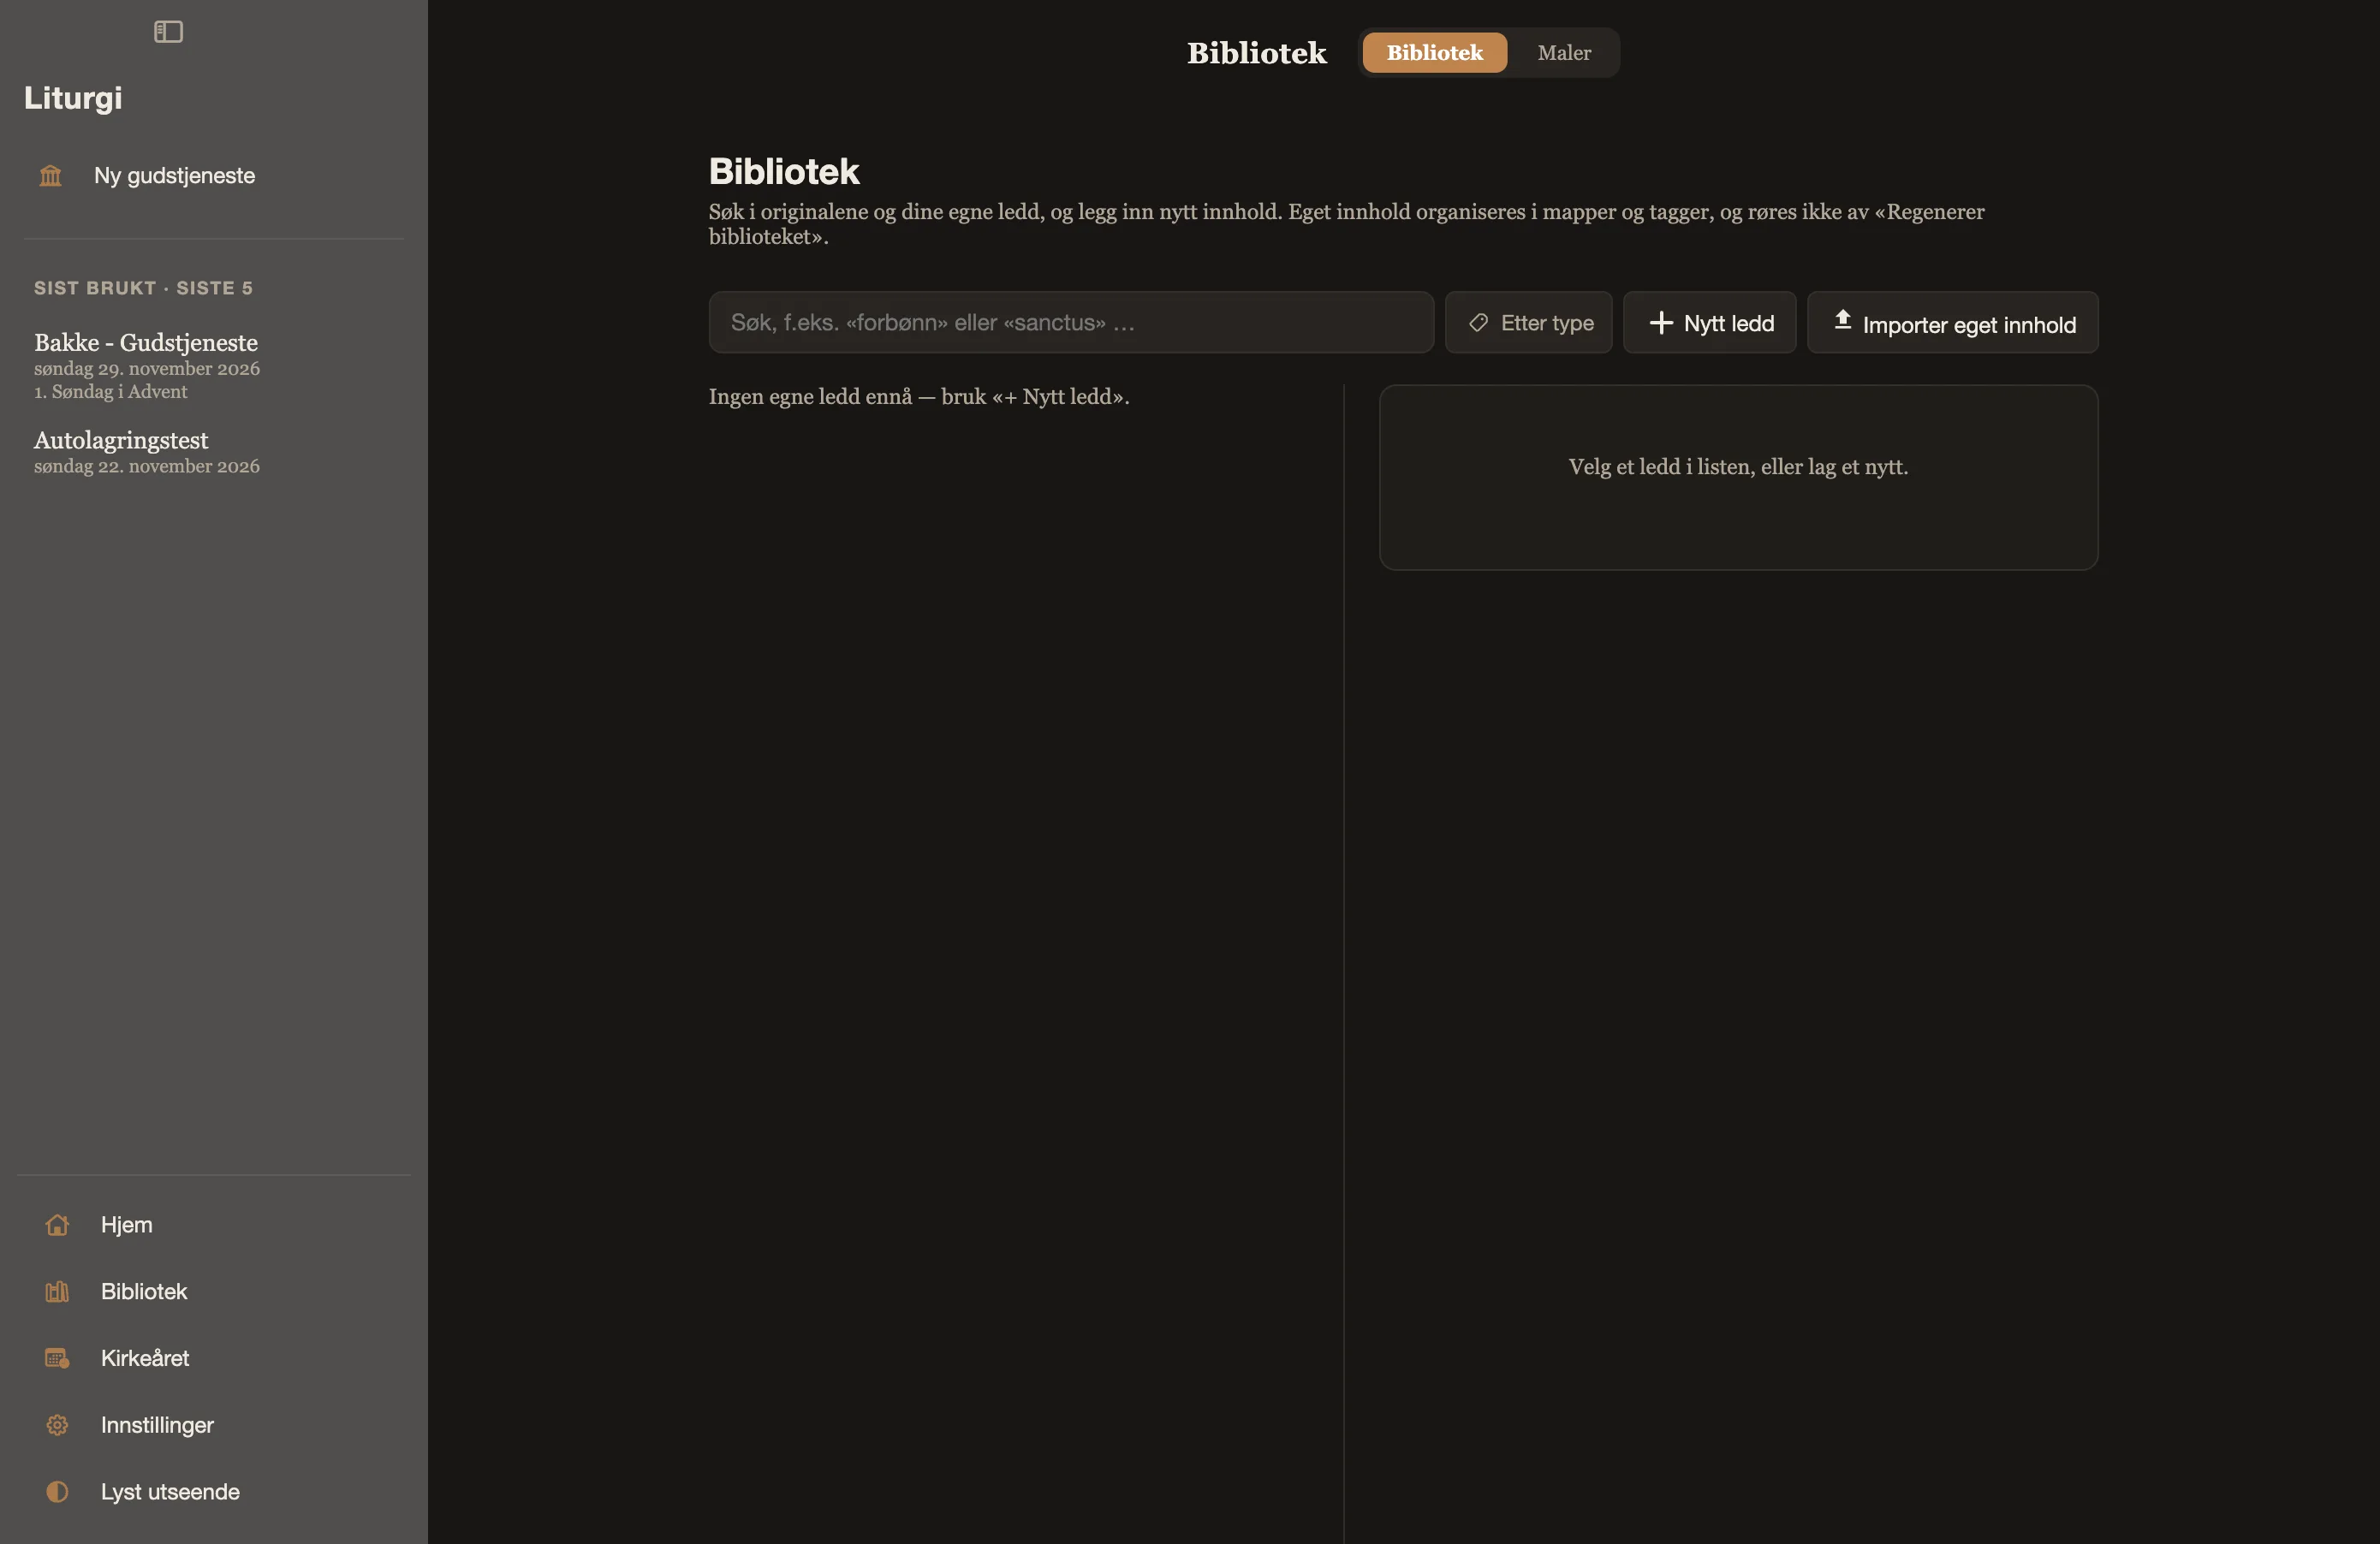 Liturgi
Ny gudstjeneste
SIST BRUKT · SISTE 5
Bakke - Gudstjeneste
søndag 29. november 2026
1. Søndag i Advent
Autolagringstest
søndag 22. november 2026
Hjem
Bibliotek
Kirkeåret
Innstillinger
Lyst utseende
Bibliotek
Bibliotek
Maler
Bibliotek
Søk i originalene og dine egne ledd, og legg inn nytt innhold. Eget innhold organiseres i mapper og tagger, og røres ikke av «Regenerer
biblioteket».
Søk, f.eks. «forbønn» eller «sanctus» …
Etter type
Nytt ledd
Importer eget innhold
Ingen egne ledd ennå — bruk «+ Nytt ledd».
Velg et ledd i listen, eller lag et nytt.